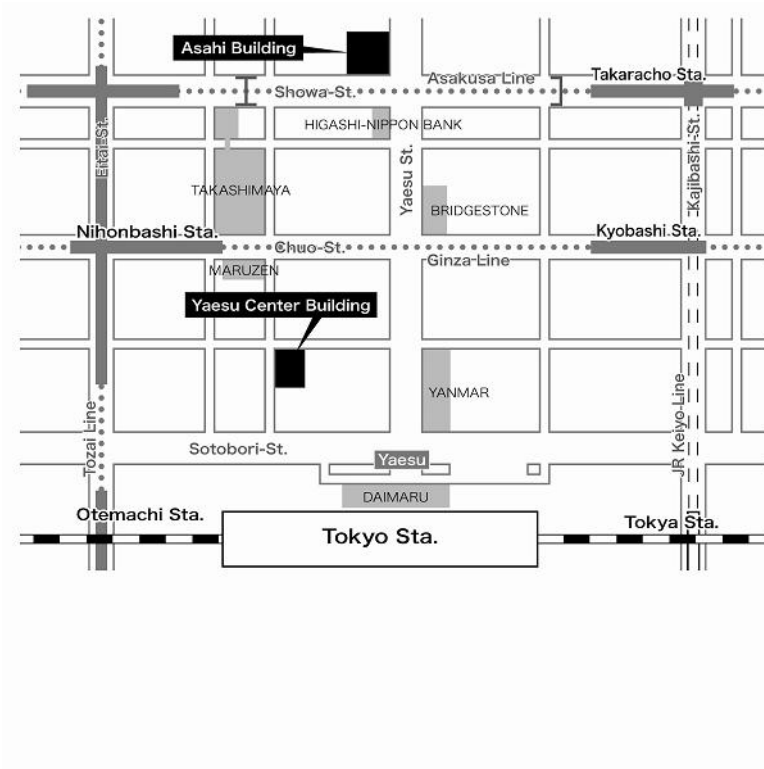 Asahi Building
Asakusa Line
Takaracho Sta.
Showa-St.
HIGASHI-NIPPON BANK
Eitai St.
Yaesu St.
Kajibashi-St.
TAKASHIMAYA
BRIDGESTONE
Nihonbashi Sta.
Kyobashi Sta.
Chuo-St.
Ginza Line
MARUZEN
Yaesu Center Building
YANMAR
Tozai Line
JR Keiyo-Line
Sotobori-St.
Yaesu
DAIMARU
Otemachi Sta.
Tokyo Sta.
Tokya Sta.